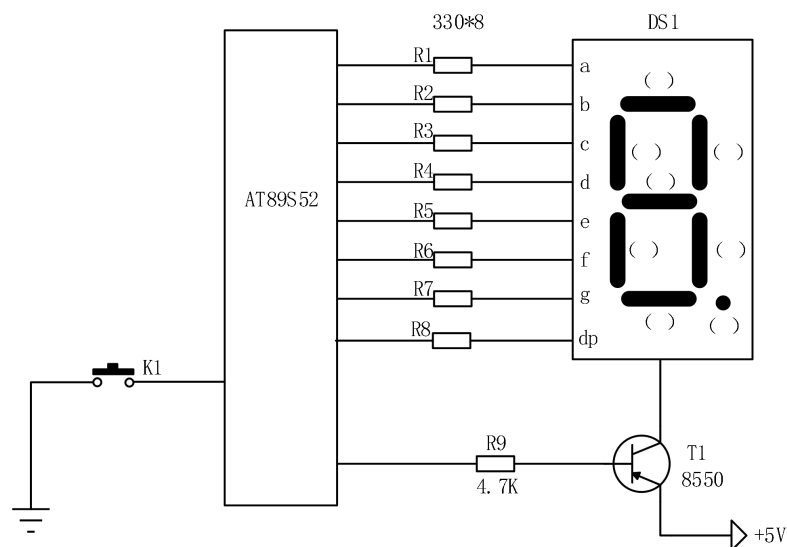 330*8
DS1
R1
a
( )
R2
b
R3
c
( )
( )
R4
d
( )
AT89S52
R5
e
R6
f
( )
( )
R7
g
R8
dp
( )
( )
K1
R9
4.7K
T1
8550
+5V